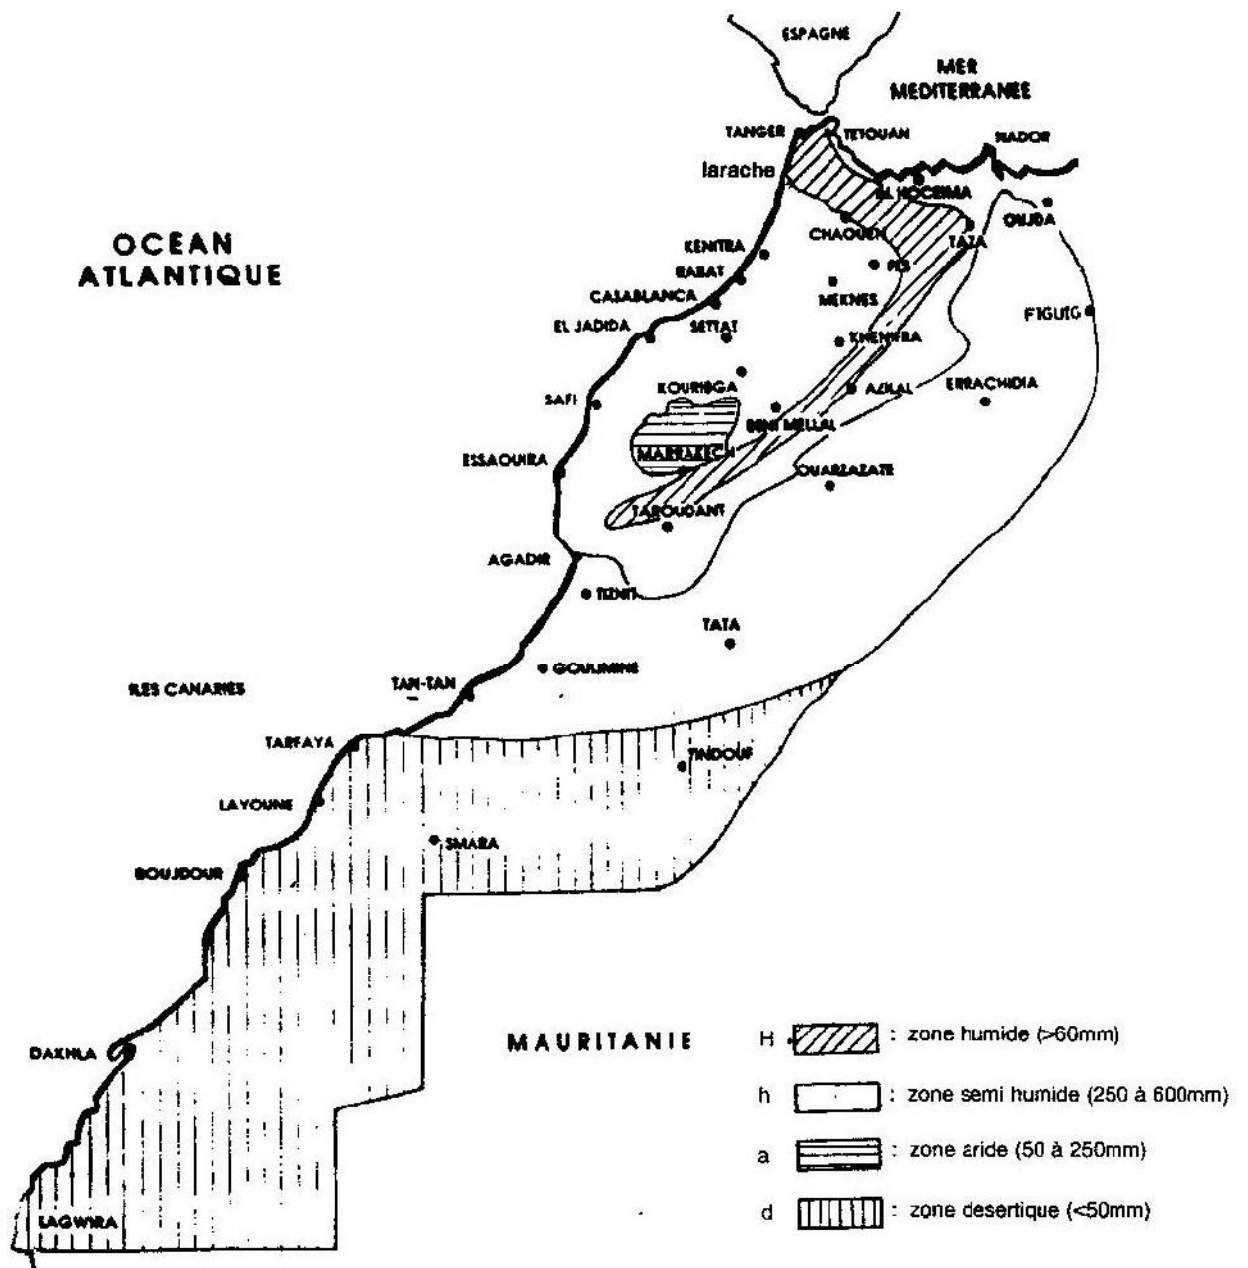 ESPAGNE
MER
MEDITERRANEE
TANGER
TETOUAN
NADOR
larache
AL HOCEIMA
OUJDA
CHAOUEN
TAZA
OCEAN
ATLANTIQUE
KENITRA
FES
RABAT
MEKNES
CASABLANCA
FIGUIG
EL JADIDA
SETTAT
KHENIFRA
KOURIBGA
AZILAL
ERRACHIDIA
SAFI
BENI MELLAL
MARRAKECH
ESSAOUIRA
OUARZAZATE
TAROUDANT
AGADIR
TIZNIT
TATA
GOULIMINE
ILES CANARIES
TAN-TAN
TARFAYA
TINDOUF
LAYOUNE
SMARA
BOUJDOUR
DAKHLA
MAURITANIE
LAGWIRA
H : zone humide (>60mm)
h : zone semi humide (250 à 600mm)
a : zone aride (50 à 250mm)
d : zone desertique (<50mm)